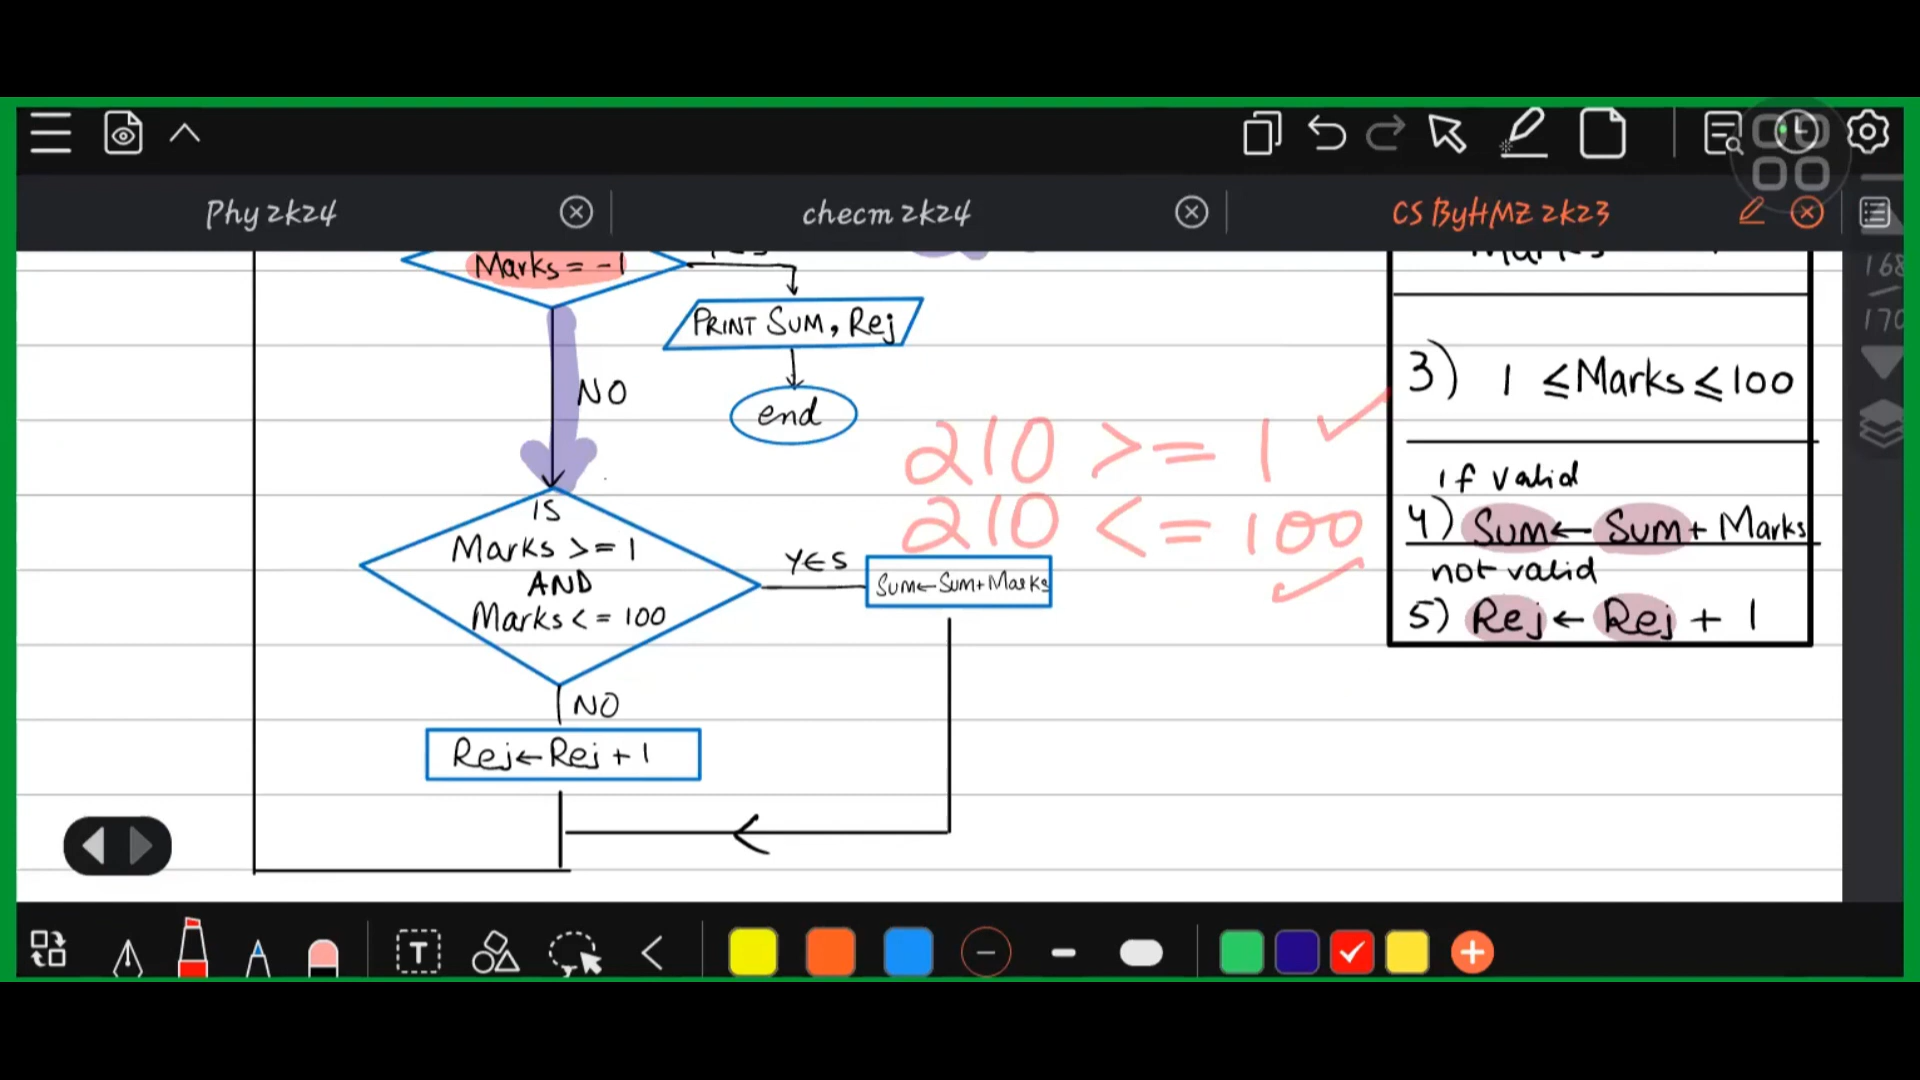 Phy 2k24
checm 2k24
CS ByHMZ 2k23
168
170
Marks = -1
PRINT SUM, Rej
NO
end
210 >= 1
210 <= 100
IS
Marks >= 1
AND
Marks <= 100
YES
Sum←Sum+Marks
NO
Rej←Rej + 1
3) 1 ≤ Marks ≤ 100
if valid
4) Sum ← Sum + Marks
not valid
5) Rej ← Rej + 1
T